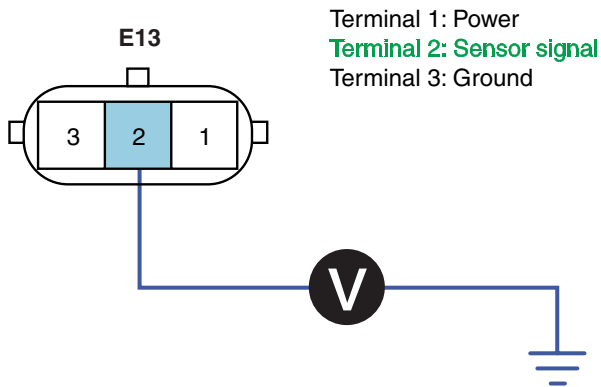 E13
Terminal 1: Power
Terminal 2: Sensor signal
Terminal 3: Ground
3 2 1
V